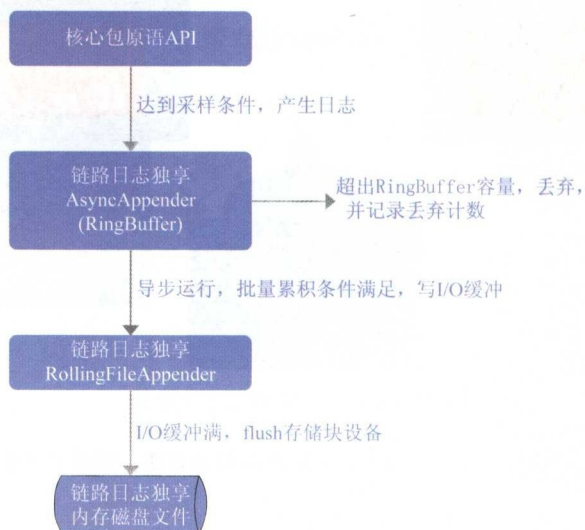 核心包原语API
达到采样条件，产生日志
链路日志独享
AsyncAppender
(RingBuffer)
超出RingBuffer容量，丢弃，
并记录丢弃计数
导步运行，批量累积条件满足，写I/O缓冲
链路日志独享
RollingFileAppender
I/O缓冲满，flush存储块设备
链路日志独享
内存磁盘文件